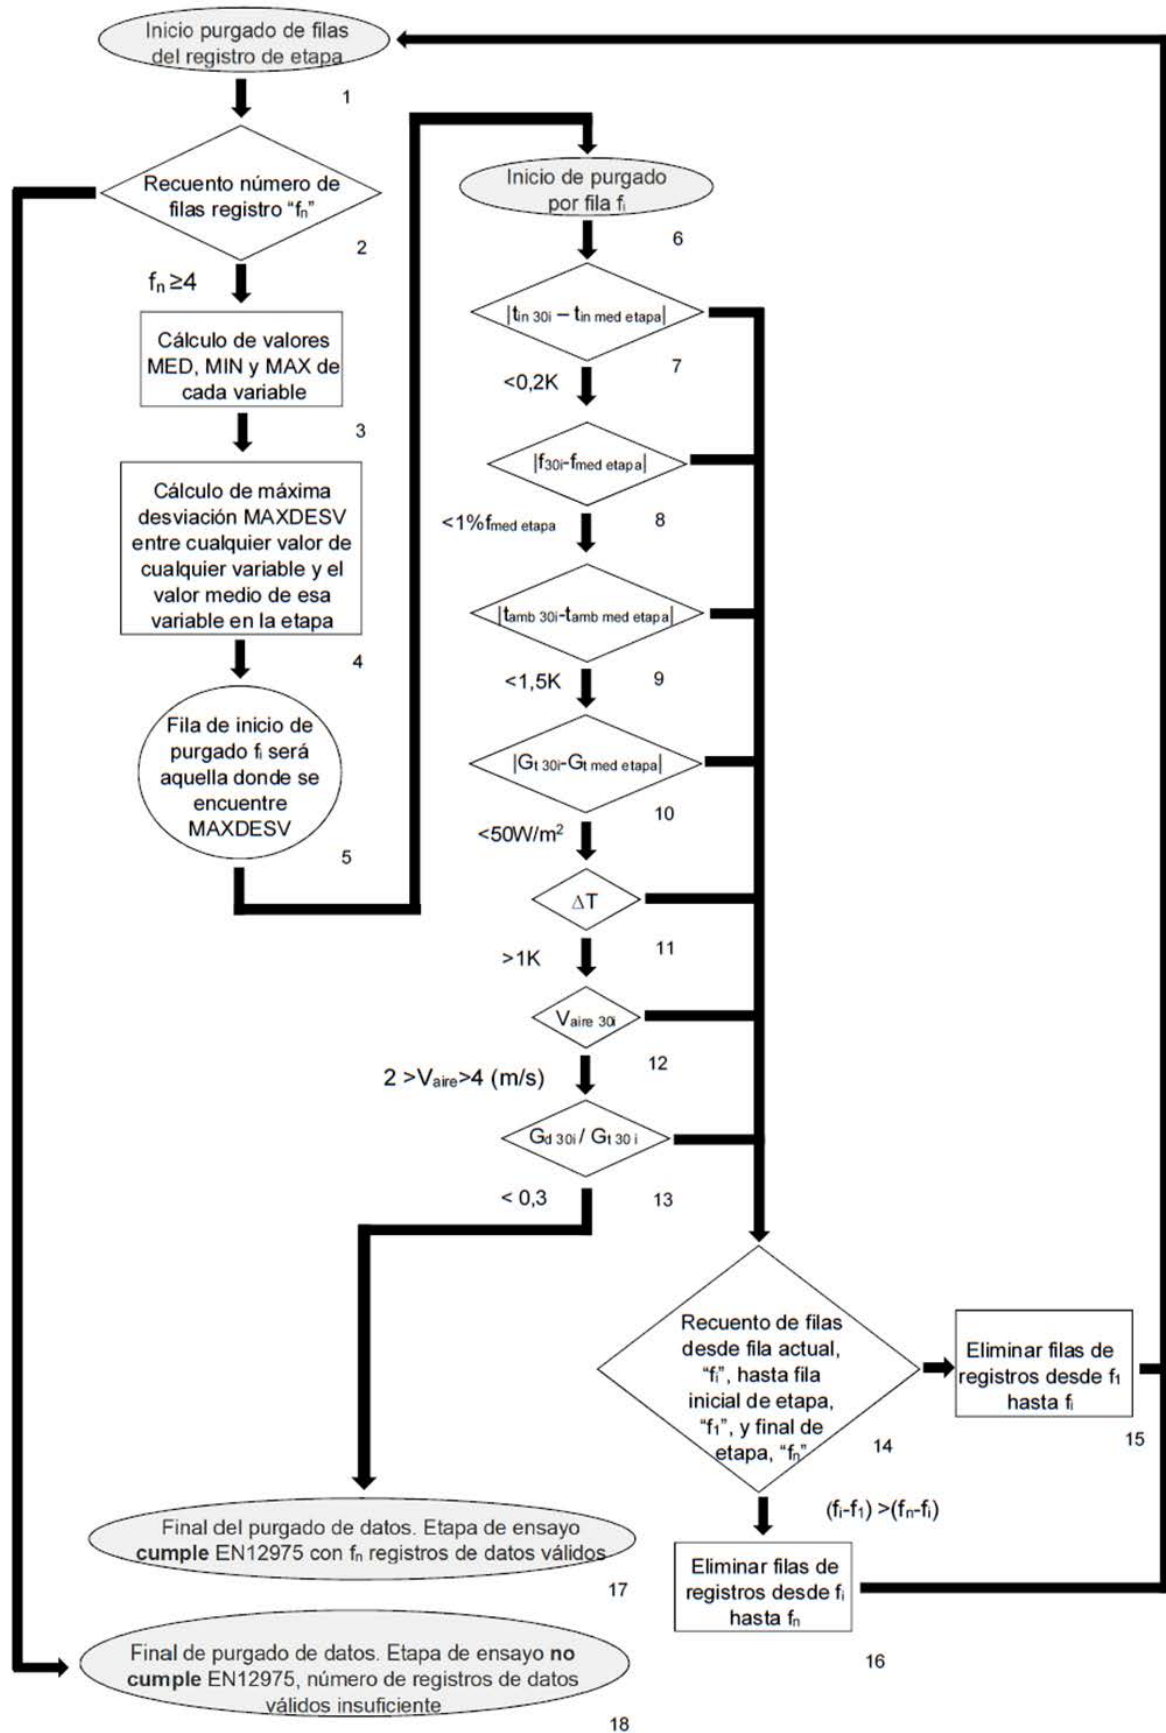 Inicio purgado de filas
del registro de etapa
1
Recuento número de
filas registro “fn”
2
fn ≥4
Cálculo de valores
MED, MIN y MAX de
cada variable
3
Cálculo de máxima
desviación MAXDESV
entre cualquier valor de
cualquier variable y el
valor medio de esa
variable en la etapa
4
Fila de inicio de
purgado fi será
aquella donde se
encuentre
MAXDESV
5
Inicio de purgado
por fila fi
6
|tin 30i – tin med etapa|
7
<0,2K
|f30i-fmed etapa|
8
<1%fmed etapa
|tamb 30i-tamb med etapa|
9
<1,5K
|Gt 30i-Gt med etapa|
10
<50W/m²
ΔT
11
>1K
Vaire 30i
12
2 >Vaire>4 (m/s)
Gd 30i / Gt 30 i
13
< 0,3
Recuento de filas
desde fila actual,
“fi”, hasta fila
inicial de etapa,
“f1”, y final de
etapa, “fn”
14
Eliminar filas de
registros desde f1
hasta fi
15
(fi-f1) >(fn-fi)
Eliminar filas de
registros desde fi
hasta fn
16
Final del purgado de datos. Etapa de ensayo
cumple EN12975 con fn registros de datos válidos
17
Final de purgado de datos. Etapa de ensayo no
cumple EN12975, número de registros de datos
válidos insuficiente
18